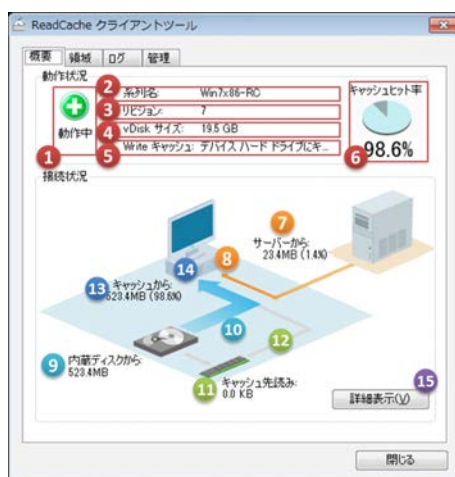 ReadCache クライアントツール
概要 領域 ログ 管理
動作状況
2 系列名: Win7x86-RC
3 リビジョン: 7
4 vDisk サイズ: 19.5 GB
5 Write キャッシュ: デバイス ハード ドライブにキ...
動作中
1
キャッシュヒット率
6 98.6%
接続状況
7
サーバーから:
23.4MB (1.4%)
14 8
13 キャッシュから:
523.4MB (98.6%)
10
12
9 内蔵ディスクから:
523.4MB
11 キャッシュ先読み:
0.0 KB
15
詳細表示(V)
閉じる